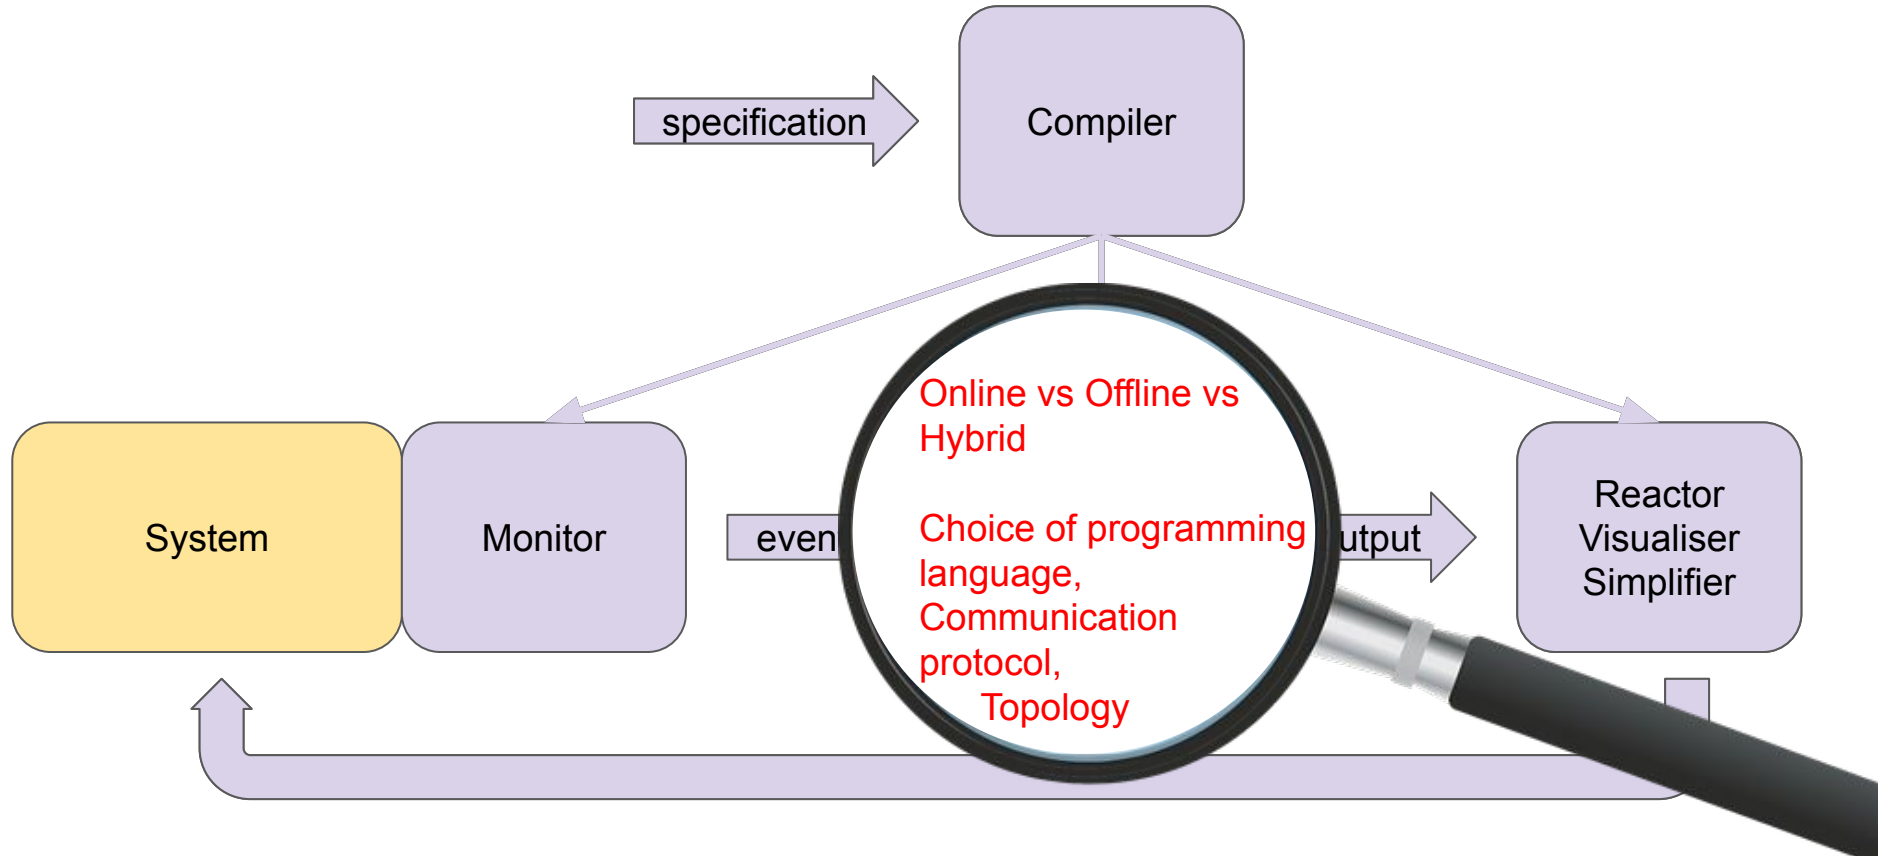 specification
Compiler
System
Monitor
even
Online vs Offline vs
Hybrid
Choice of programming
language,
Communication
protocol,
Topology
utput
Reactor
Visualiser
Simplifier